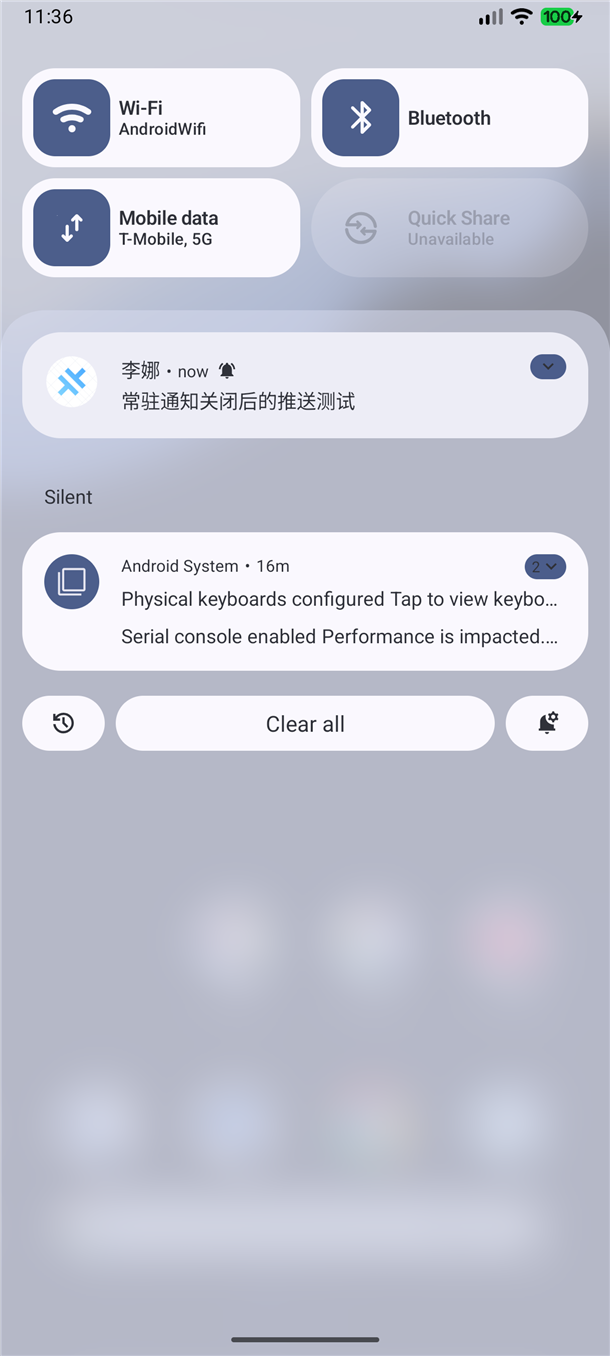 11:36
100
Wi-Fi
AndroidWifi
Bluetooth
Mobile data
T-Mobile, 5G
Quick Share
Unavailable
李娜 • now
常驻通知关闭后的推送测试
Silent
Android System • 16m
2
Physical keyboards configured Tap to view keybo...
Serial console enabled Performance is impacted....
Clear all